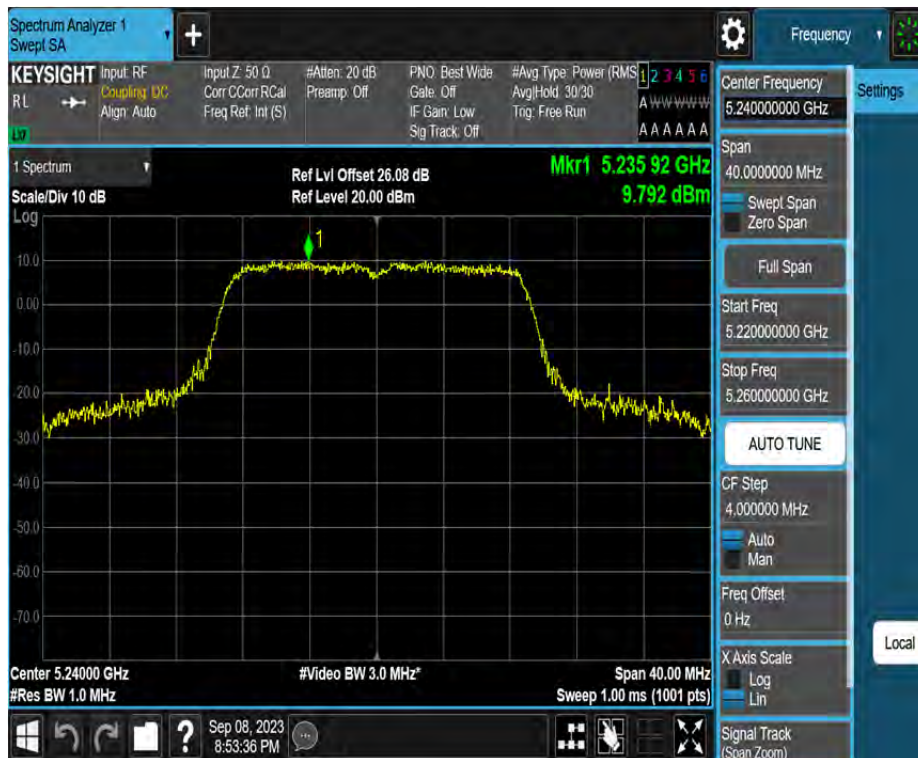 Spectrum Analyzer 1
Swept SA
Frequency
KEYSIGHT
RL
LXI
Input: RF
Coupling: DC
Align: Auto
Input Z: 50 Ω
Corr CCorr RCal
Freq Ref: Int (S)
#Atten: 20 dB
Preamp: Off
PNO: Best Wide
Gate: Off
IF Gain: Low
Sig Track: Off
#Avg Type: Power (RMS
Avg|Hold: 30/30
Trig: Free Run
1 2 3 4 5 6
A W W W W W
A A A A A A
Center Frequency
5.240000000 GHz
Settings
1 Spectrum
Scale/Div 10 dB
Log
Ref Lvl Offset 26.08 dB
Ref Level 20.00 dBm
Mkr1 5.235 92 GHz
9.792 dBm
Span
40.0000000 MHz
Swept Span
Zero Span
Full Span
Start Freq
5.220000000 GHz
Stop Freq
5.260000000 GHz
AUTO TUNE
CF Step
4.000000 MHz
Auto
Man
Freq Offset
0 Hz
X Axis Scale
Log
Lin
Signal Track
(Span Zoom)
Local
1
10.0
0.00
-10.0
-20.0
-30.0
-40.0
-50.0
-60.0
-70.0
Center 5.24000 GHz
#Res BW 1.0 MHz
#Video BW 3.0 MHz*
Span 40.00 MHz
Sweep 1.00 ms (1001 pts)
?
Sep 08, 2023
8:53:36 PM